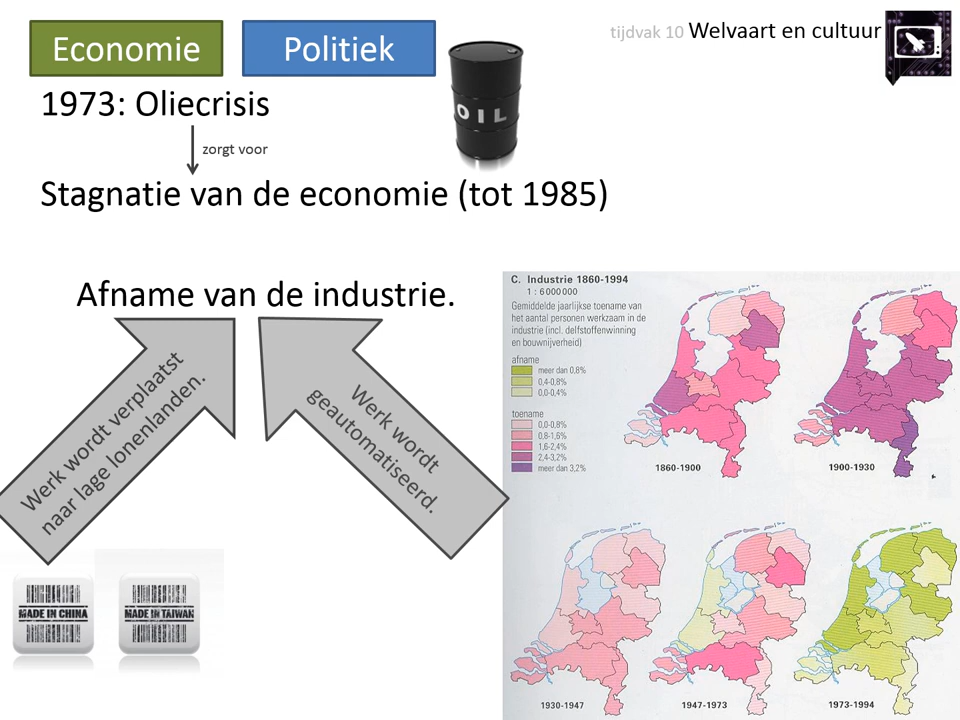 Economie
Politiek
tijdvak 10 Welvaart en cultuur
1973: Oliecrisis
OIL
zorgt voor
Stagnatie van de economie (tot 1985)
Afname van de industrie.
Werk wordt verplaatst
naar lage lonenlanden.
Werk wordt
geautomatiseerd.
MADE IN CHINA
MADE IN TAIWAN
C. Industrie 1860-1994
1 : 6000000
Gemiddelde jaarlijkse toename van
het aantal personen werkzaam in de
industrie (incl. delfstoffenwinning
en bouwnijverheid)
afname
meer dan 0,8%
0,4-0,8%
0,0-0,4%
toename
0,0-0,8%
0,8-1,6%
1,6-2,4%
2,4-3,2%
meer dan 3,2%
1860-1900
1900-1930
1930-1947
1947-1973
1973-1994